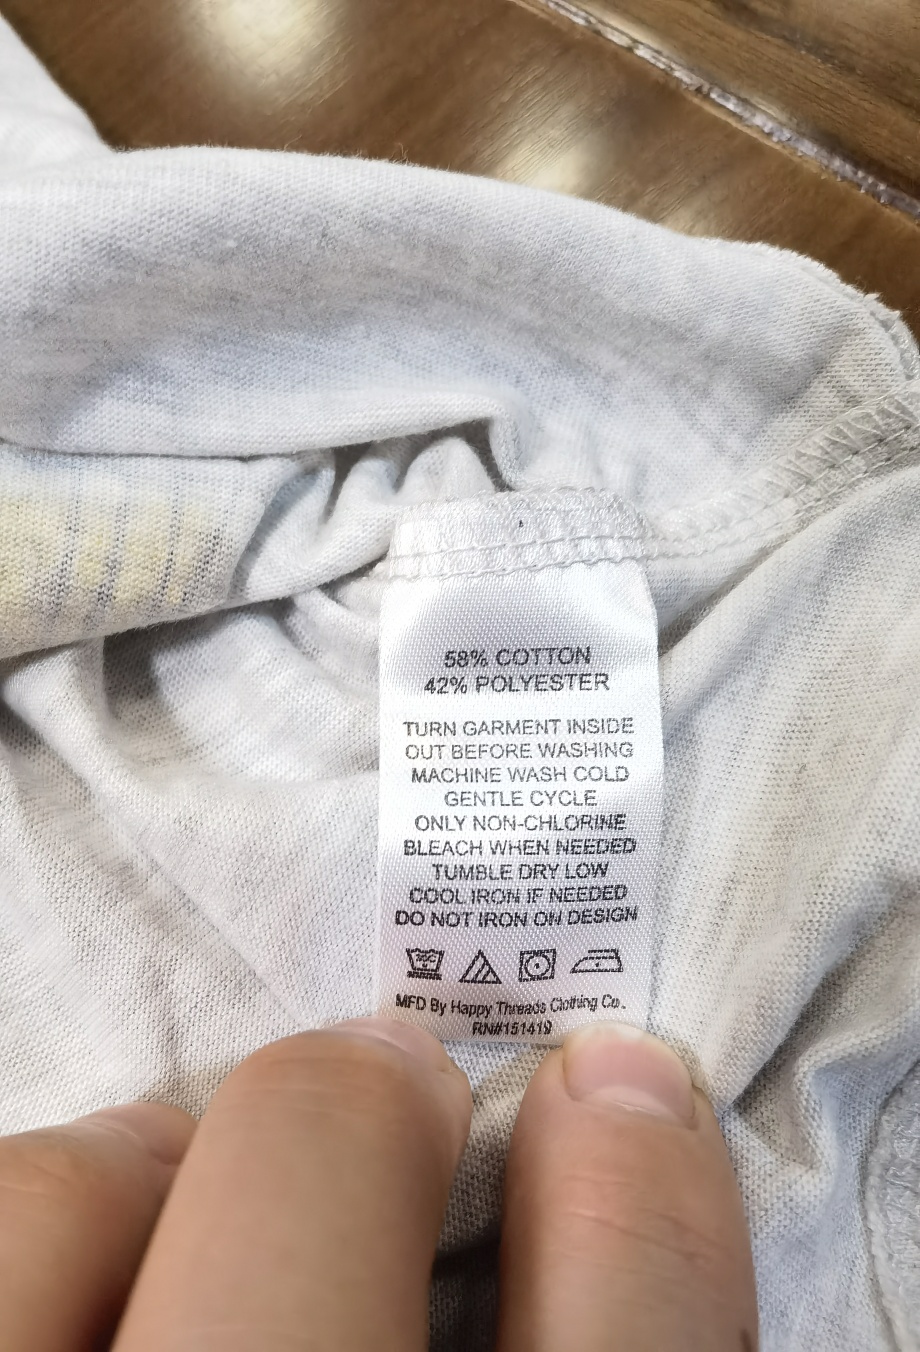 58% COTTON
42% POLYESTER
TURN GARMENT INSIDE
OUT BEFORE WASHING
MACHINE WASH COLD
GENTLE CYCLE
ONLY NON-CHLORINE
BLEACH WHEN NEEDED
TUMBLE DRY LOW
COOL IRON IF NEEDED
DO NOT IRON ON DESIGN
30C
MFD By Happy Threads Clothing Co.
RN#151419